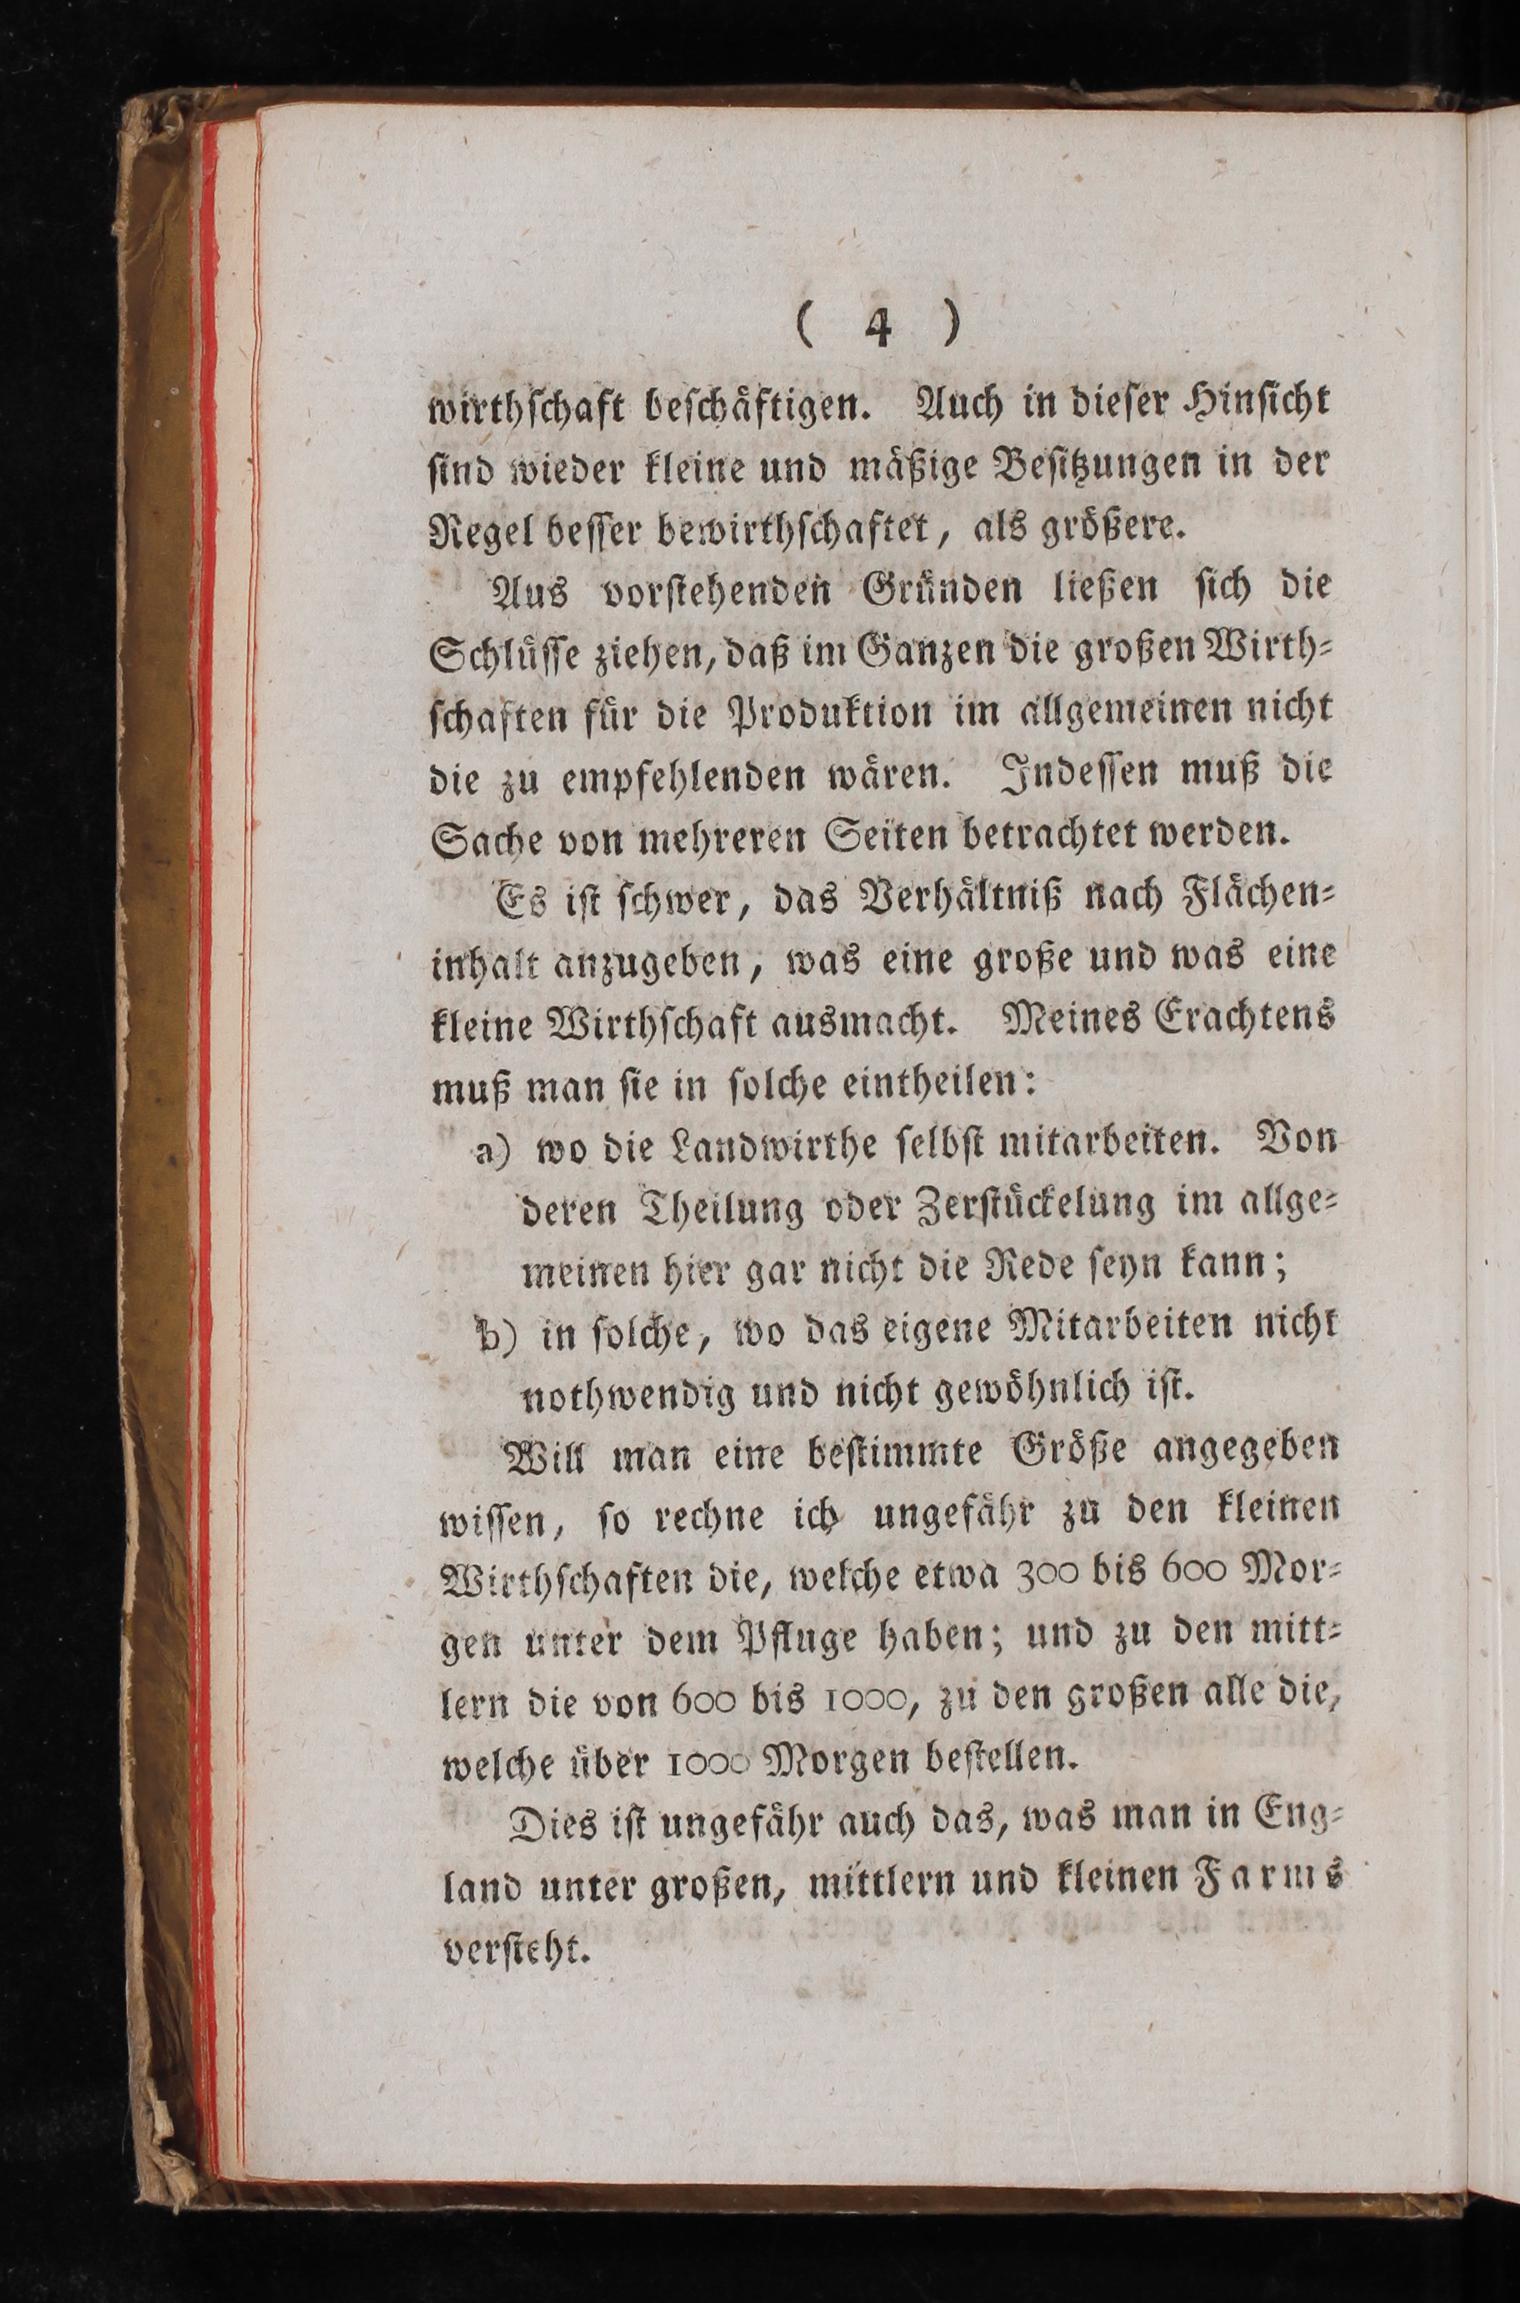 ( 4 )
wirthſchaft beſchäftigen. Auch in dieſer Hinſicht
ſind wieder kleine und mäßige Beſitzungen in der
Regel beſſer bewirthſchaftet, als größere.
Aus vorſtehenden Gründen ließen ſich die
Schlüſſe ziehen, daß im Ganzen die großen Wirth⸗
ſchaften für die Produktion im allgemeinen nicht
die zu empfehlenden wären. Indeſſen muß die
Sache von mehreren Seiten betrachtet werden.
Es iſt ſchwer, das Verhältniß nach Flächen⸗
inhalt anzugeben, was eine große und was eine
kleine Wirthſchaft ausmacht. Meines Erachtens
muß man ſie in ſolche eintheilen:
a) wo die Landwirthe ſelbſt mitarbeiten. Von
deren Theilung oder Zerſtückelung im allge⸗
meinen hier gar nicht die Rede ſeyn kann;
b) in ſolche, wo das eigene Mitarbeiten nicht
nothwendig und nicht gewöhnlich iſt.
Will man eine beſtimmte Größe angegeben
wiſſen, ſo rechne ich ungefähr zu den kleinen
Wirthſchaften die, welche etwa 300 bis 600 Mor⸗
gen unter dem Pfluge haben; und zu den mitt⸗
lern die von 600 bis 1000, zu den großen alle die,
welche über 1000 Morgen beſtellen.
Dies iſt ungefähr auch das, was man in Eng⸗
land unter großen, mittlern und kleinen Farms
verſteht.